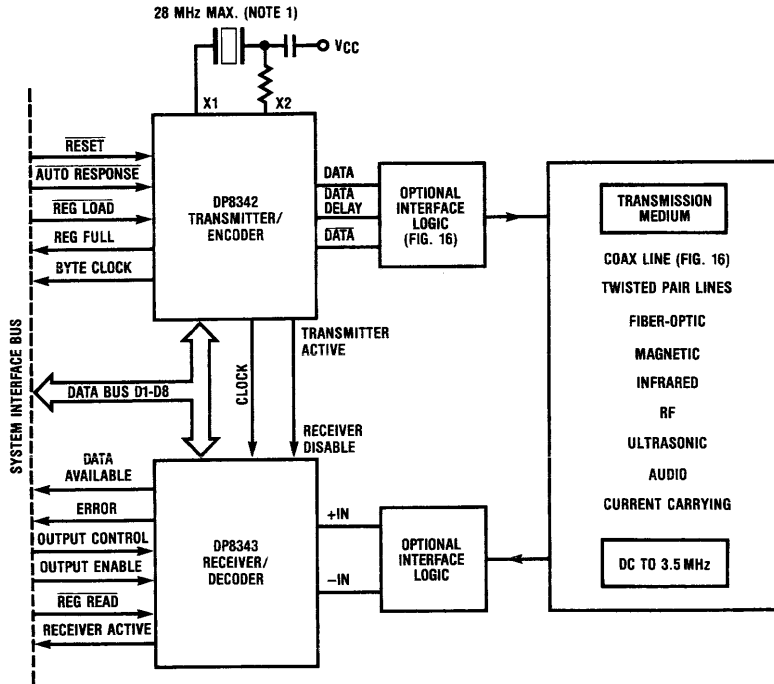 28 MHz MAX. (NOTE 1)
VCC
X1
X2
RESET
AUTO RESPONSE
REG LOAD
REG FULL
BYTE CLOCK
DP8342
TRANSMITTER/
ENCODER
DATA
DATA
DELAY
DATA
OPTIONAL
INTERFACE
LOGIC
(FIG. 16)
TRANSMISSION
MEDIUM
COAX LINE (FIG. 16)
TWISTED PAIR LINES
FIBER-OPTIC
MAGNETIC
INFRARED
RF
ULTRASONIC
AUDIO
CURRENT CARRYING
DC TO 3.5 MHz
SYSTEM INTERFACE BUS
DATA BUS D1-D8
CLOCK
TRANSMITTER
ACTIVE
RECEIVER
DISABLE
DATA
AVAILABLE
ERROR
OUTPUT CONTROL
OUTPUT ENABLE
REG READ
RECEIVER ACTIVE
DP8343
RECEIVER/
DECODER
+IN
−IN
OPTIONAL
INTERFACE
LOGIC